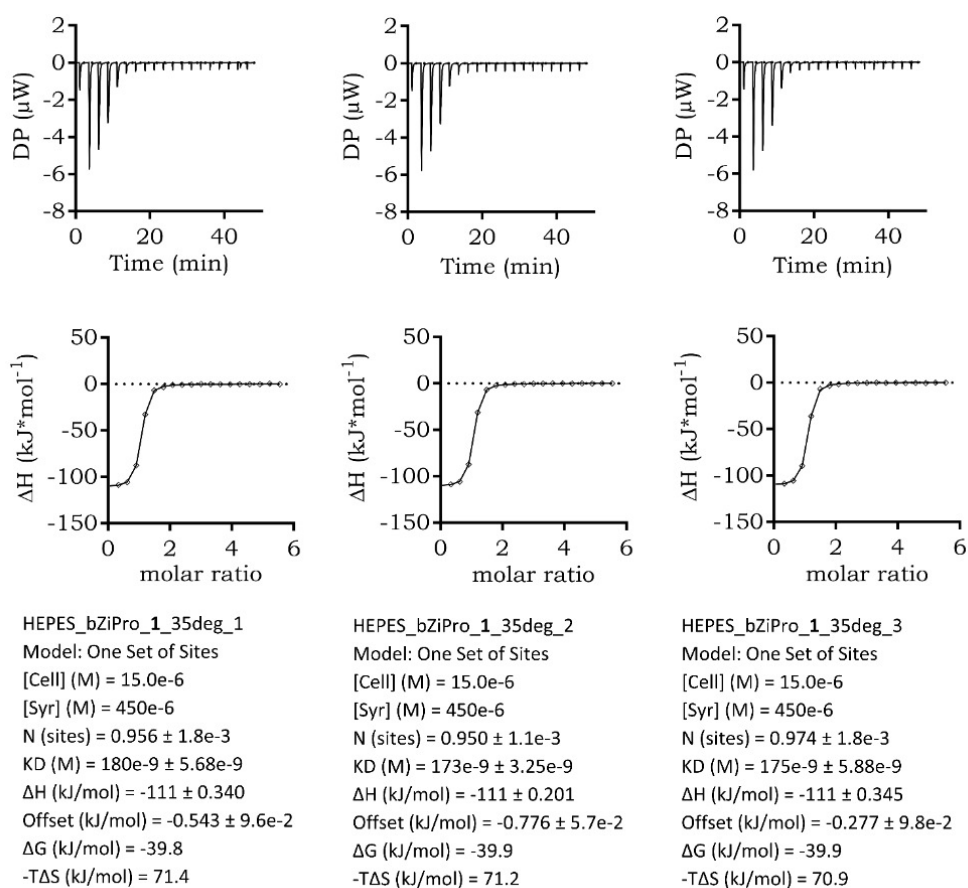 2
0
-2
-4
-6
-8
DP (µW)
0 20 40
Time (min)
2
0
-2
-4
-6
-8
DP (µW)
0 20 40
Time (min)
2
0
-2
-4
-6
-8
DP (µW)
0 20 40
Time (min)
50
0
-50
-100
-150
ΔH (kJ*mol⁻¹)
0 2 4 6
molar ratio
50
0
-50
-100
-150
ΔH (kJ*mol⁻¹)
0 2 4 6
molar ratio
50
0
-50
-100
-150
ΔH (kJ*mol⁻¹)
0 2 4 6
molar ratio
HEPES_bZiPro_1_35deg_1
Model: One Set of Sites
[Cell] (M) = 15.0e-6
[Syr] (M) = 450e-6
N (sites) = 0.956 ± 1.8e-3
KD (M) = 180e-9 ± 5.68e-9
ΔH (kJ/mol) = -111 ± 0.340
Offset (kJ/mol) = -0.543 ± 9.6e-2
ΔG (kJ/mol) = -39.8
-TΔS (kJ/mol) = 71.4
HEPES_bZiPro_1_35deg_2
Model: One Set of Sites
[Cell] (M) = 15.0e-6
[Syr] (M) = 450e-6
N (sites) = 0.950 ± 1.1e-3
KD (M) = 173e-9 ± 3.25e-9
ΔH (kJ/mol) = -111 ± 0.201
Offset (kJ/mol) = -0.776 ± 5.7e-2
ΔG (kJ/mol) = -39.9
-TΔS (kJ/mol) = 71.2
HEPES_bZiPro_1_35deg_3
Model: One Set of Sites
[Cell] (M) = 15.0e-6
[Syr] (M) = 450e-6
N (sites) = 0.974 ± 1.8e-3
KD (M) = 175e-9 ± 5.88e-9
ΔH (kJ/mol) = -111 ± 0.345
Offset (kJ/mol) = -0.277 ± 9.8e-2
ΔG (kJ/mol) = -39.9
-TΔS (kJ/mol) = 70.9